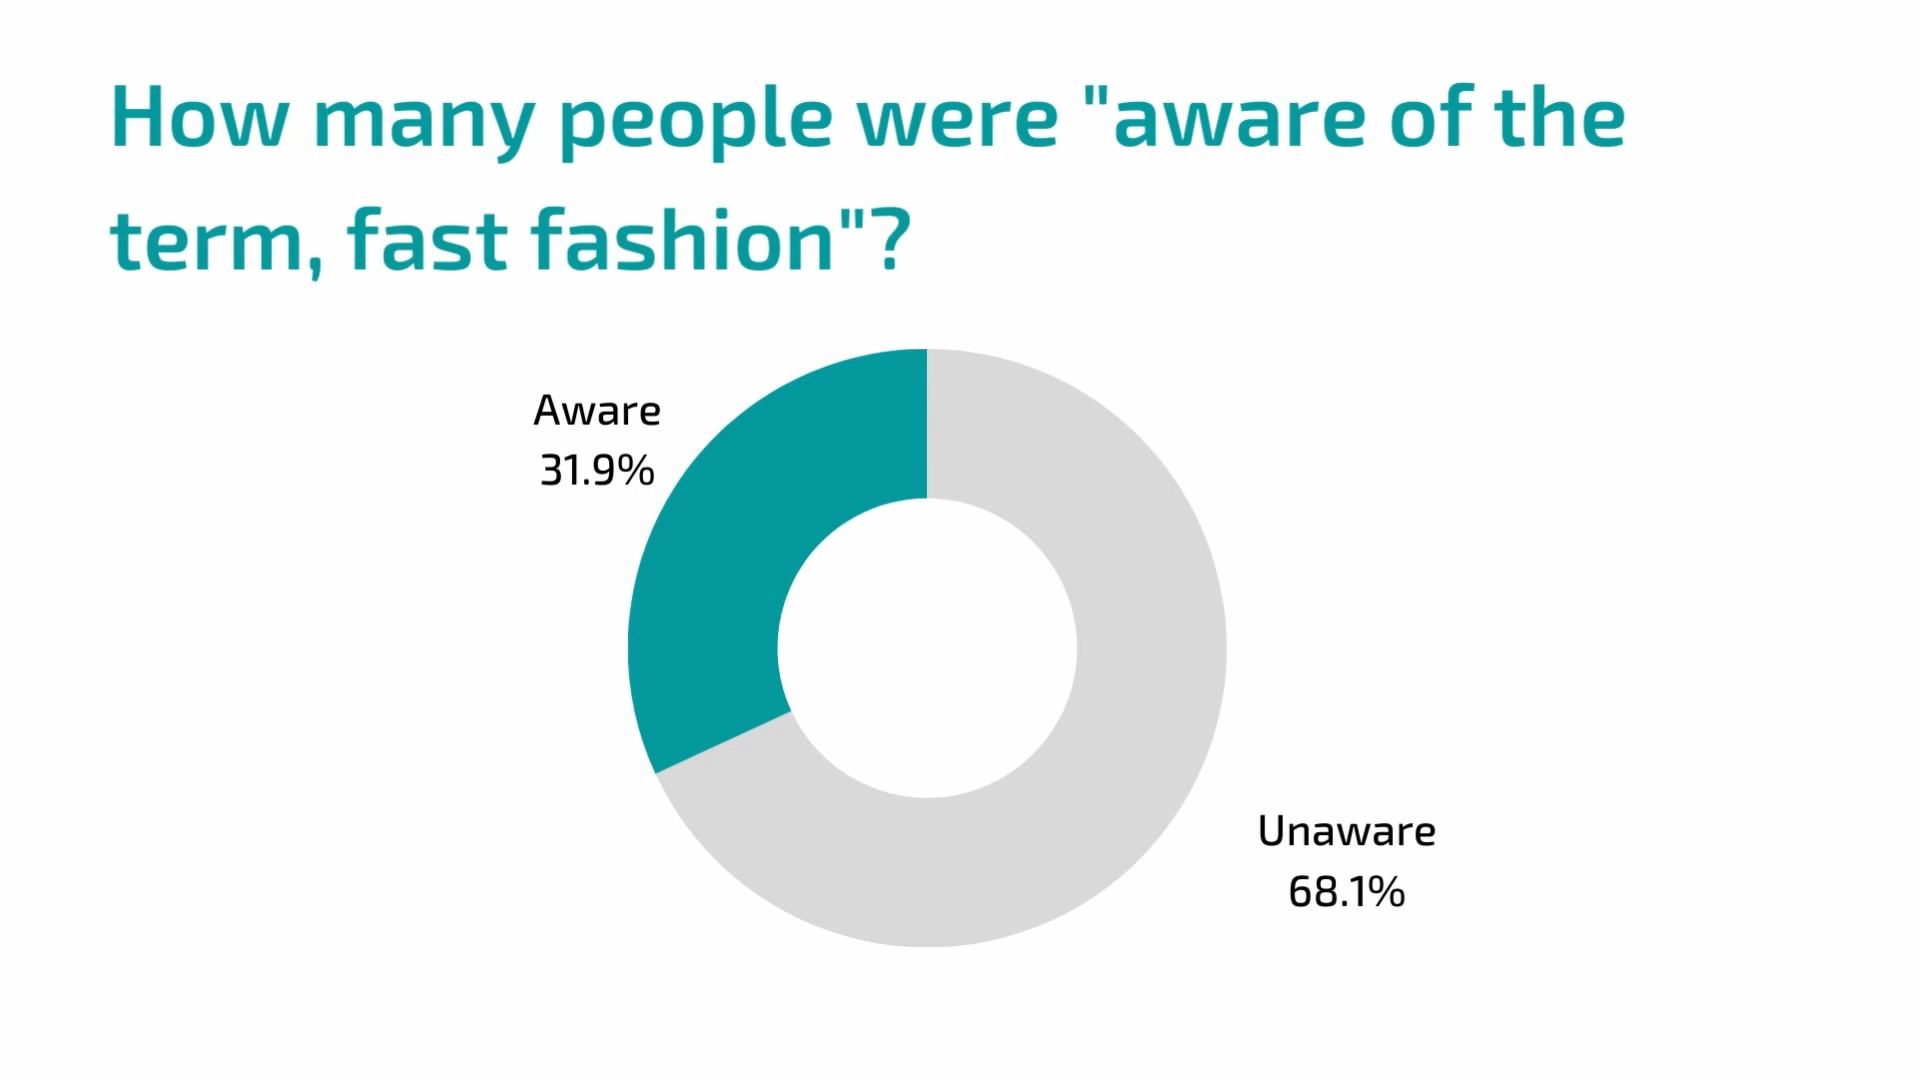 How many people were "aware of the
term, fast fashion"?
Aware
31.9%
Unaware
68.1%